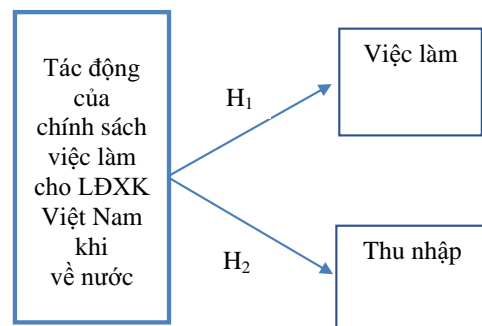 Tác động
của
chính sách
việc làm
cho LĐXK
Việt Nam
khi
về nước
H₁
H₂
Việc làm
Thu nhập